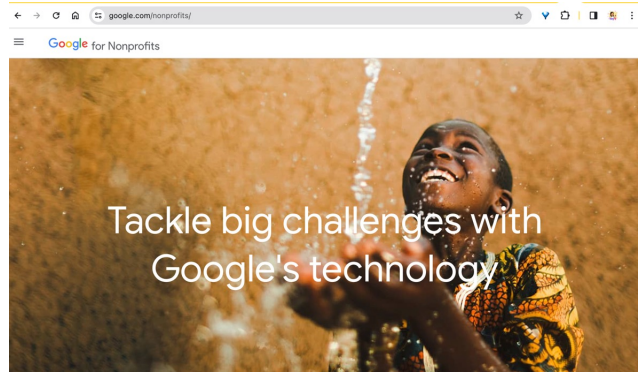 google.com/nonprofits/
Google for Nonprofits
Tackle big challenges with
Google's technology